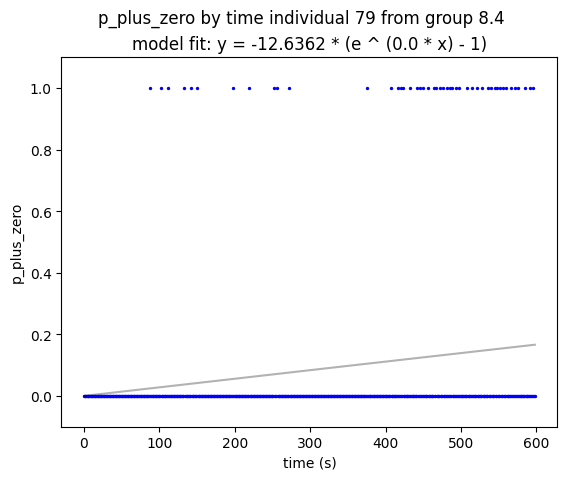 p_plus_zero by time individual 79 from group 8.4
model fit: y = -12.6362 * (e ^ (0.0 * x) - 1)
1.0
0.8
0.6
0.4
0.2
0.0
p_plus_zero
0 100 200 300 400 500 600
time (s)